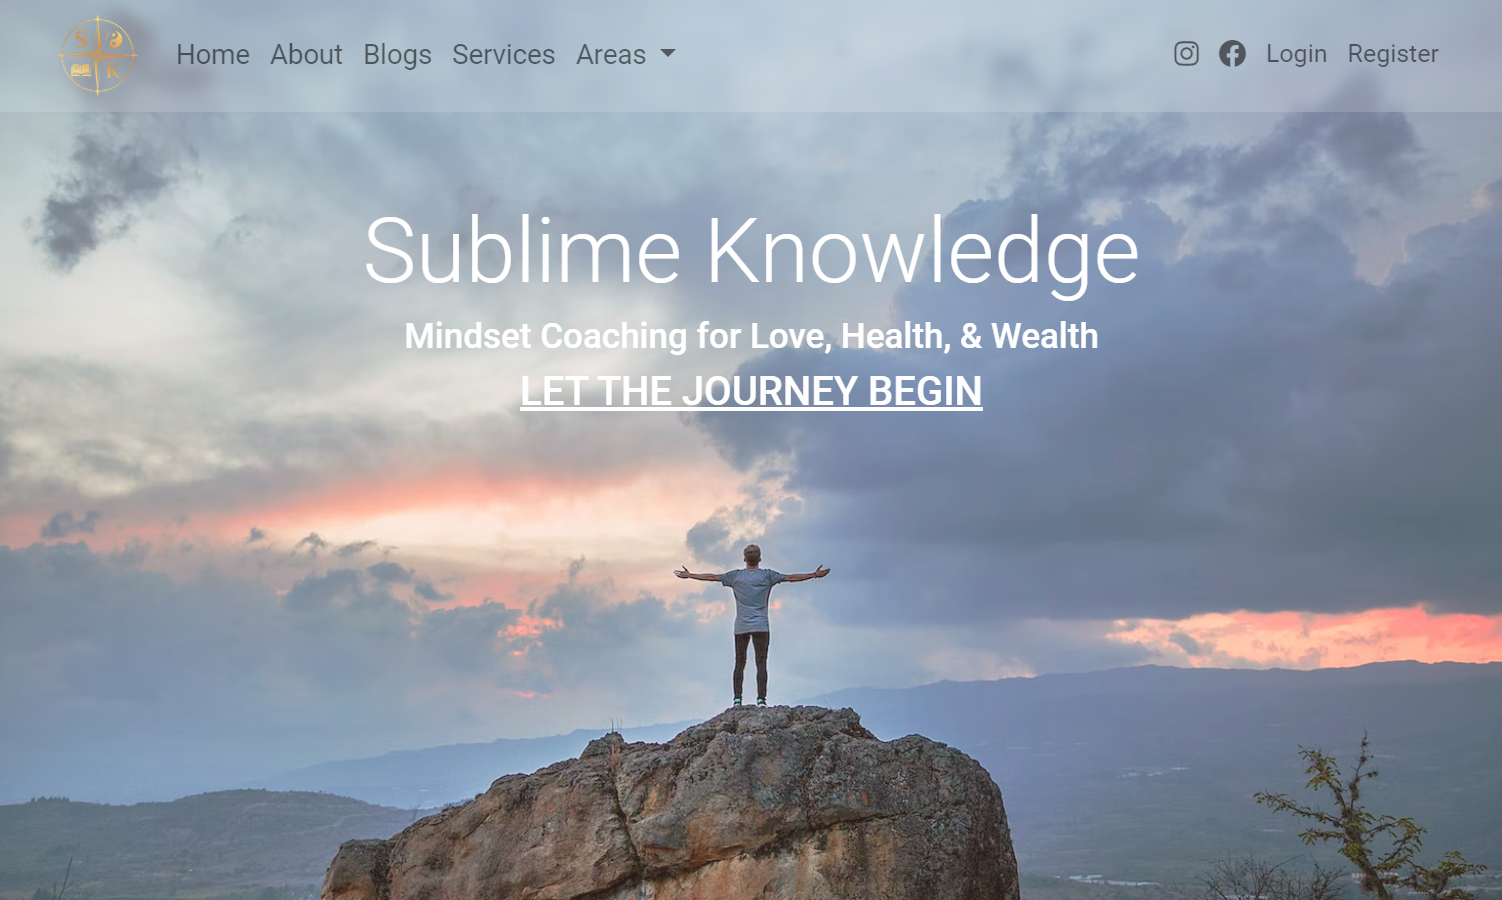 S
K
Home About Blogs Services Areas Login Register
Sublime Knowledge
Mindset Coaching for Love, Health, & Wealth
LET THE JOURNEY BEGIN